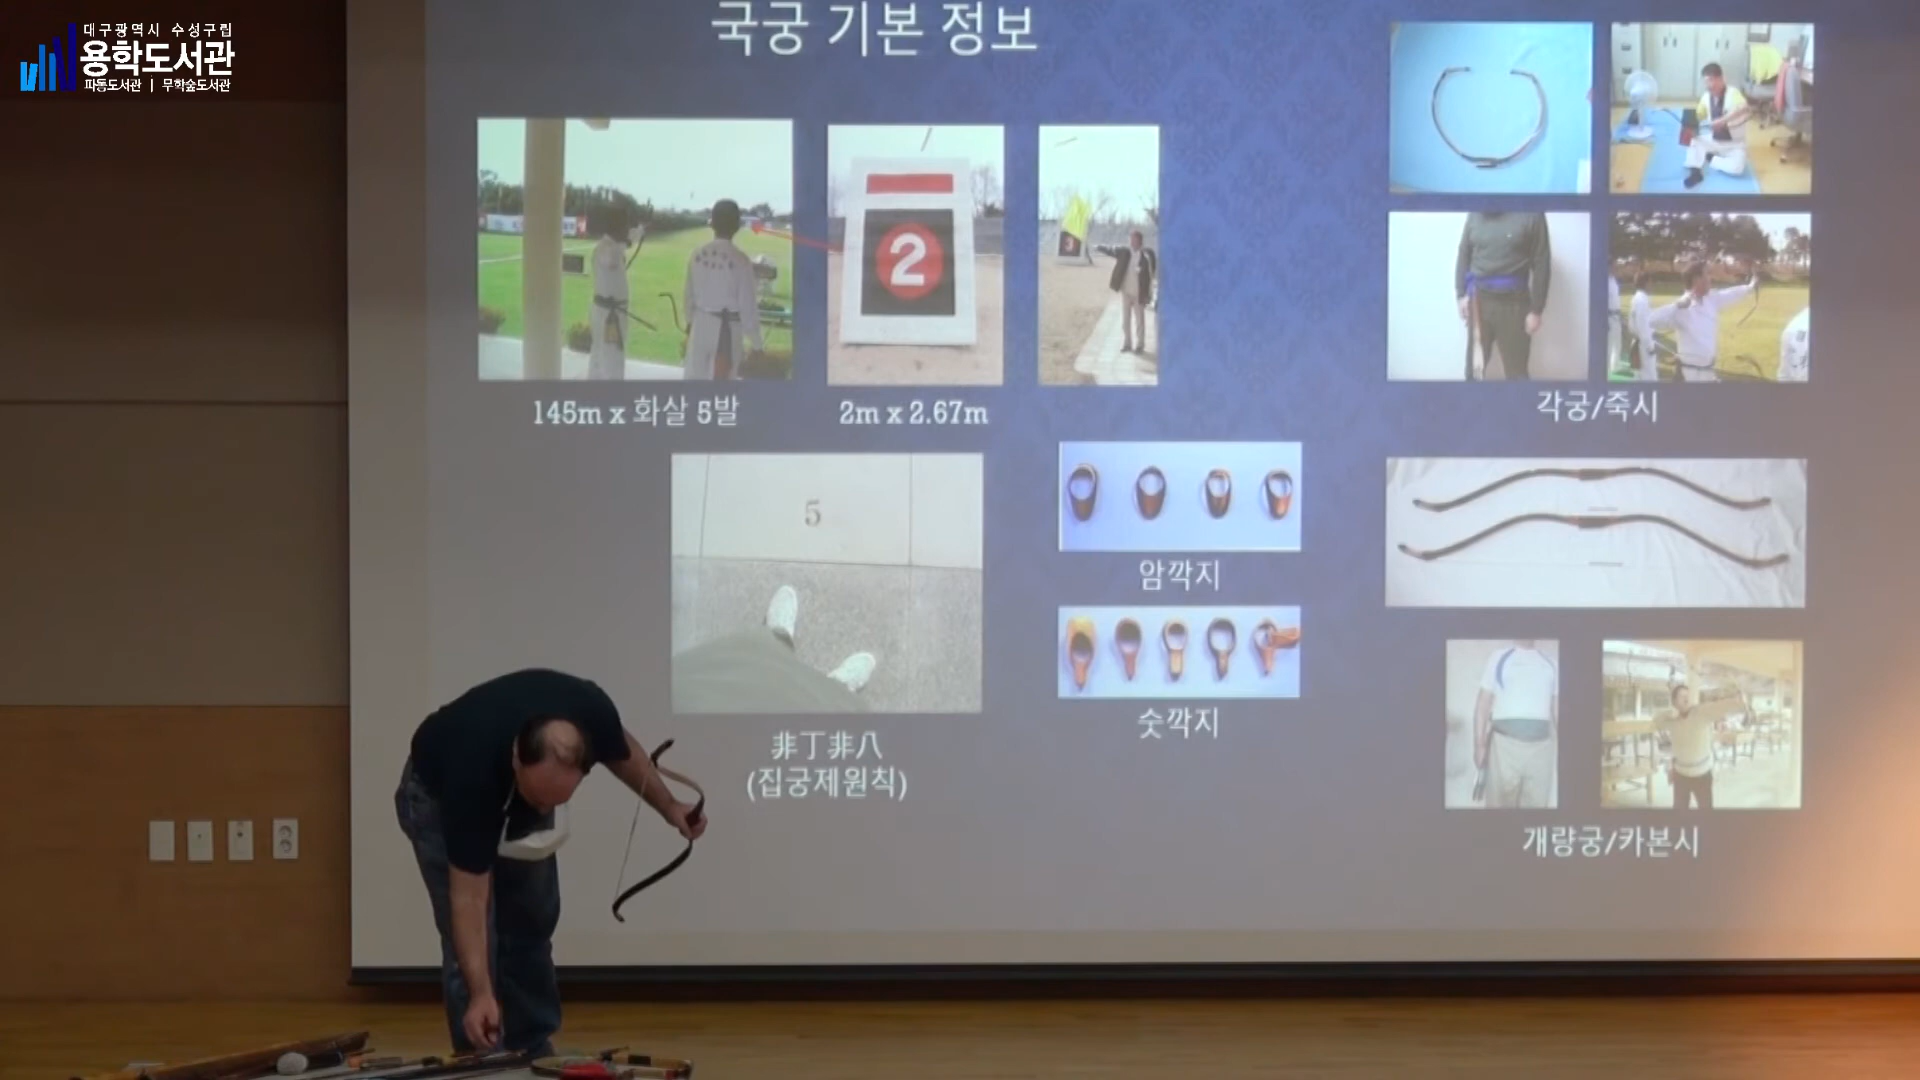 대구광역시 수성구립
용학도서관
파동도서관 | 무학숲도서관
국궁 기본 정보
2
3
145m x 화살 5발
2m x 2.67m
각궁/죽시
5
암깍지
숫깍지
非丁非八
(집궁제원칙)
개량궁/카본시